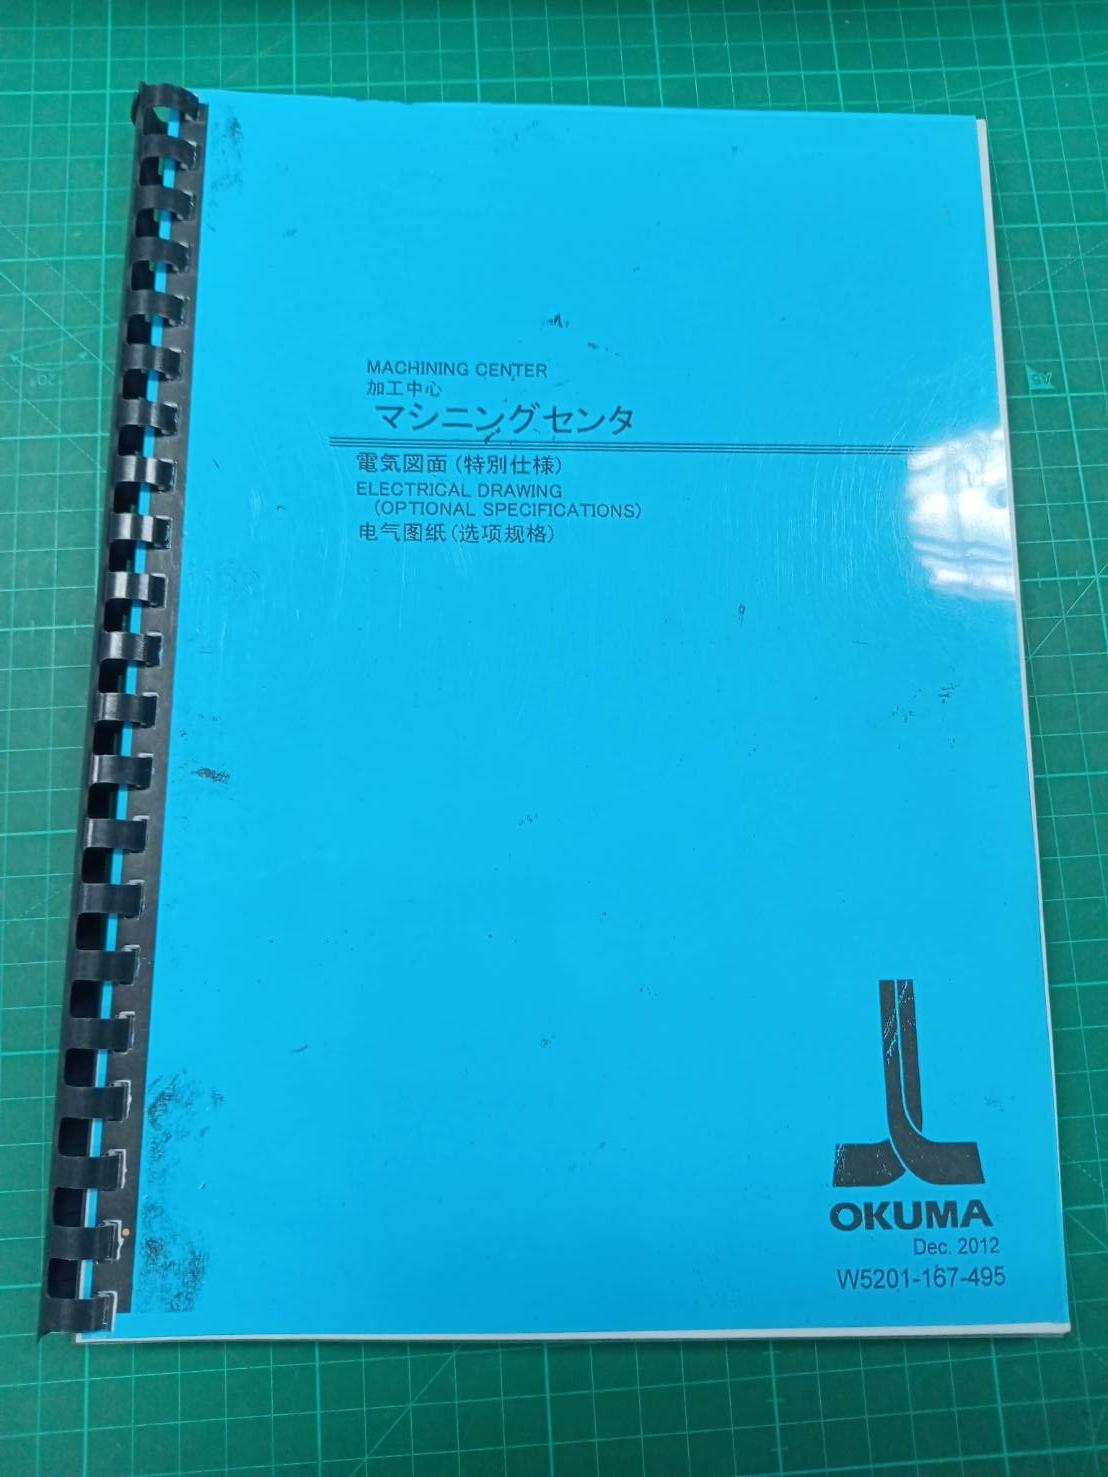 MACHINING CENTER
加工中心
マシニングセンタ
電気図面(特別仕様)
ELECTRICAL DRAWING
(OPTIONAL SPECIFICATIONS)
电气图纸(选项规格)
OKUMA
Dec. 2012
W5201-167-495
A5